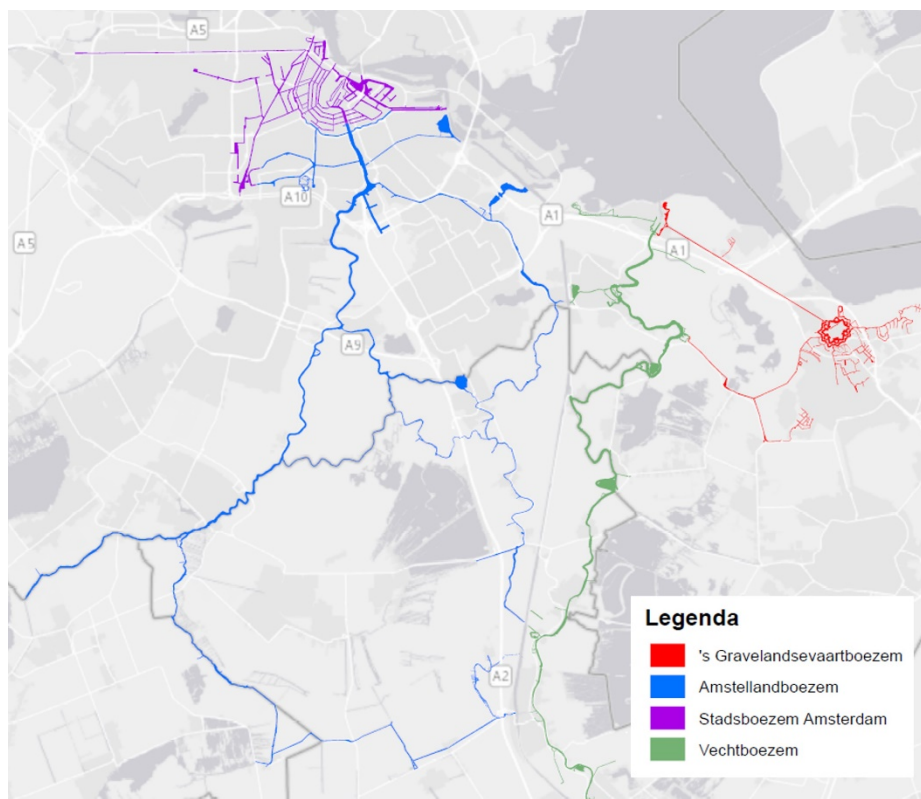 A5
A10
A5
A1
A1
A9
A2
Legenda
's Gravelandsevaartboezem
Amstellandboezem
Stadsboezem Amsterdam
Vechtboezem